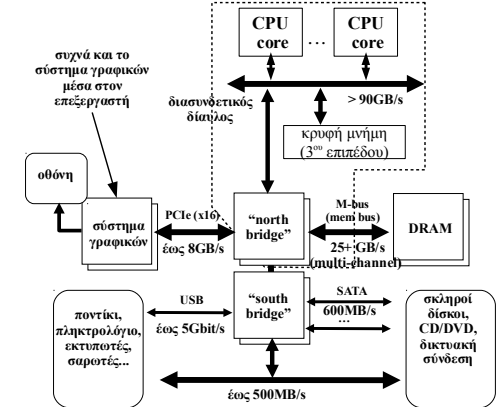 CPU
core
...
CPU
core
συχνά και το
σύστημα γραφικών
μέσα στον
επεξεργαστή
διασυνδετικός
δίαυλος
> 90GB/s
κρυφή μνήμη
(3ου επιπέδου)
οθόνη
σύστημα
γραφικών
PCIe (x16)
έως 8GB/s
“north
bridge”
M-bus
(mem bus)
25+ GB/s
(multi-channel)
DRAM
ποντίκι,
πληκτρολόγιο,
εκτυπωτές,
σαρωτές...
USB
έως 5Gbit/s
“south
bridge”
SATA
600MB/s
...
σκληροί
δίσκοι,
CD/DVD,
δικτυακή
σύνδεση
έως 500MB/s